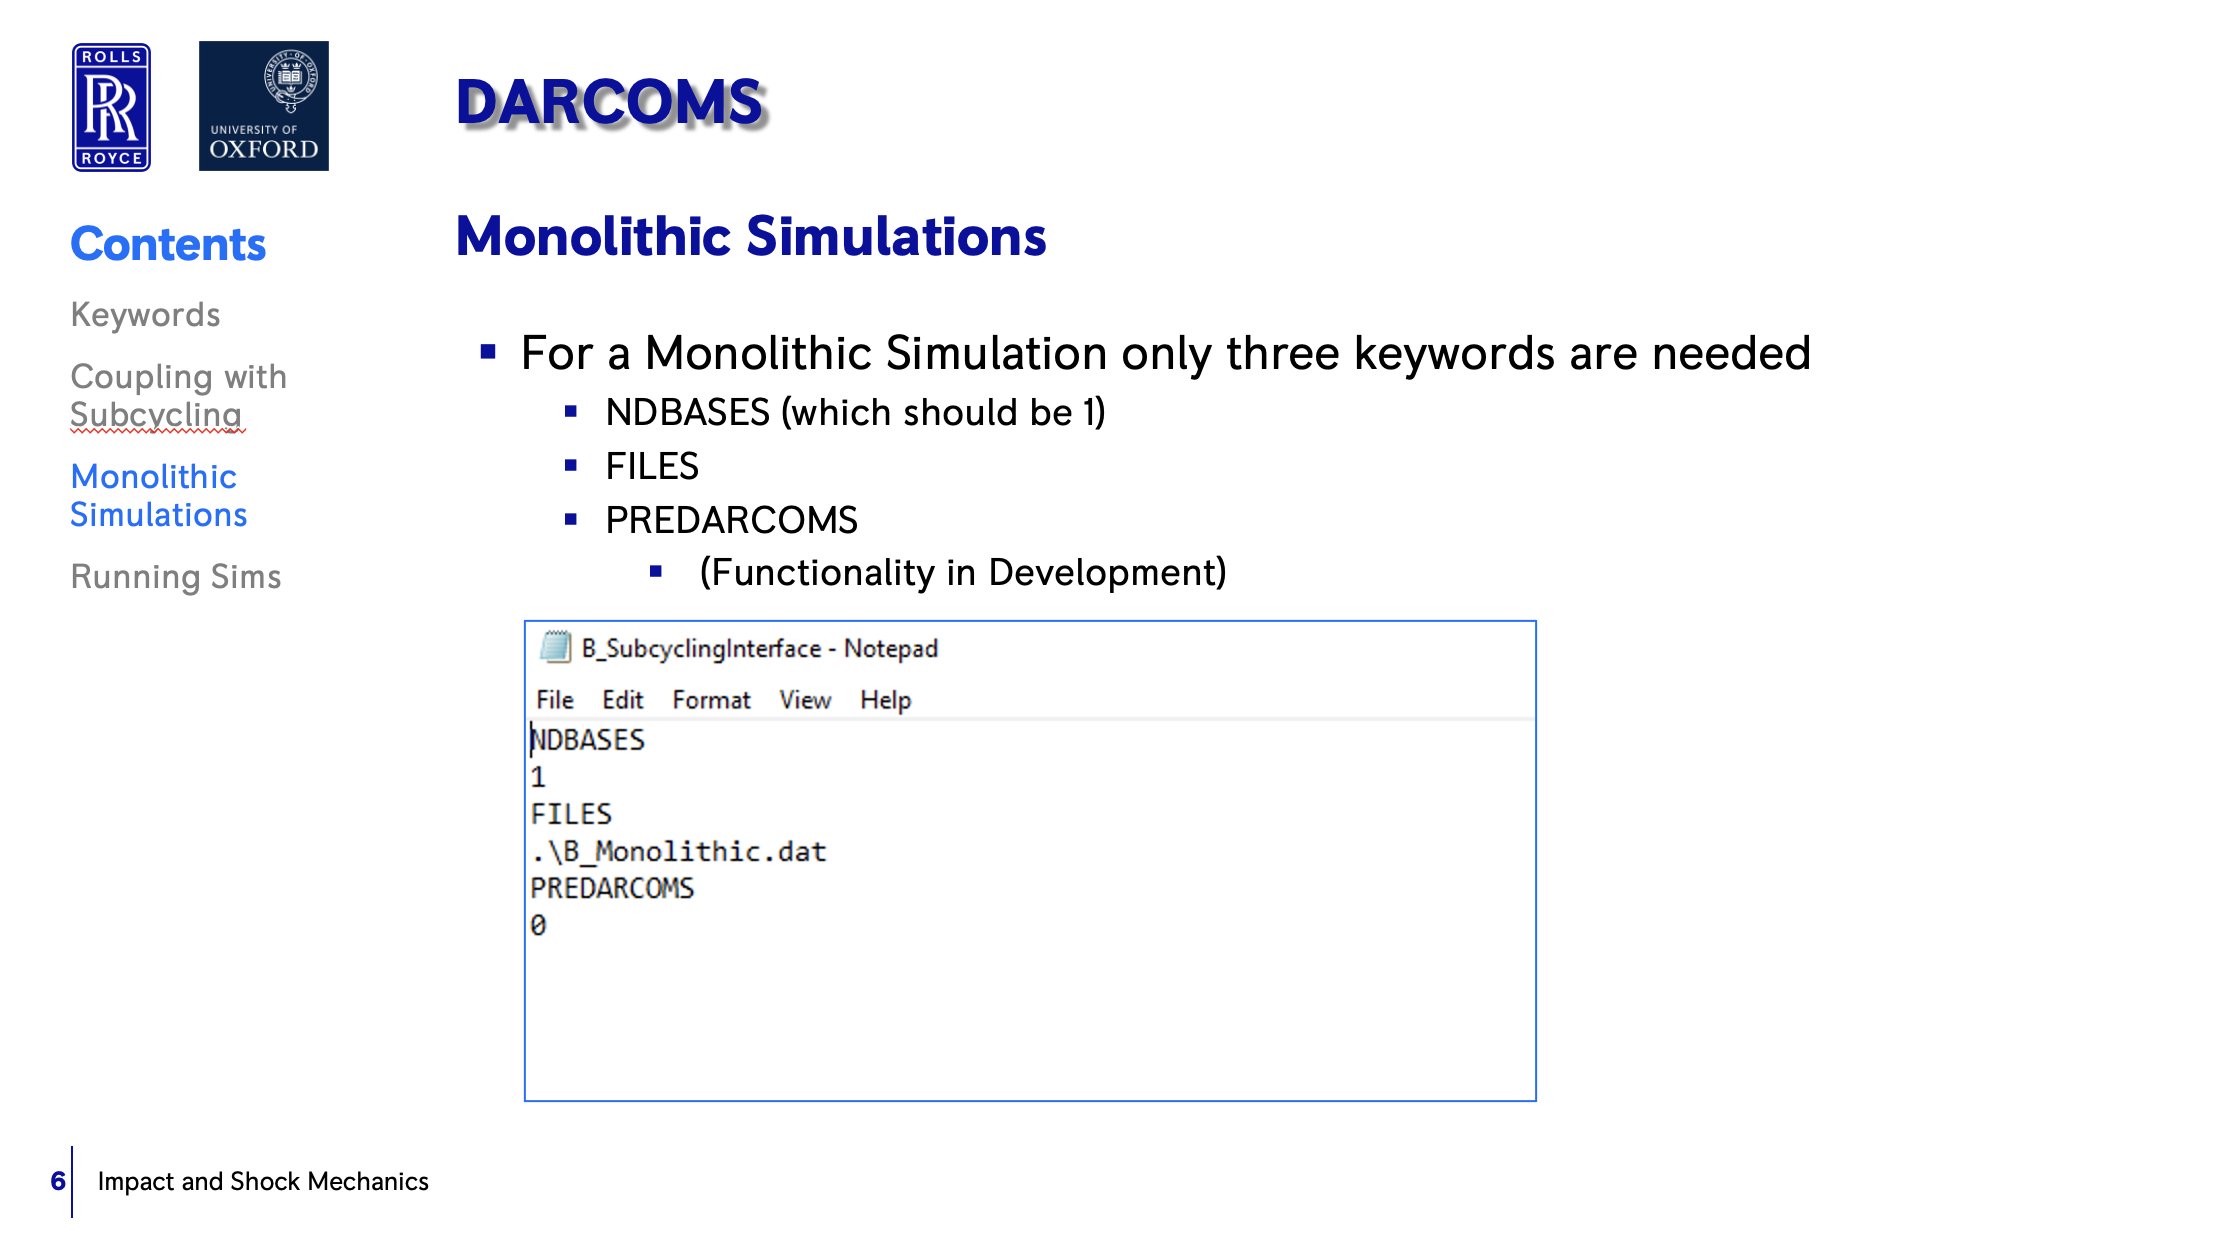 ROLLS
RR
ROYCE
UNIVERSITY OF
OXFORD
DARCOMS
Contents
Keywords
Coupling with
Subcycling
Monolithic
Simulations
Running Sims
Monolithic Simulations
For a Monolithic Simulation only three keywords are needed
NDBASES (which should be 1)
FILES
PREDARCOMS
(Functionality in Development)
B_SubcyclingInterface - Notepad
File Edit Format View Help
NDBASES
1
FILES
.\B_Monolithic.dat
PREDARCOMS
0
6
Impact and Shock Mechanics